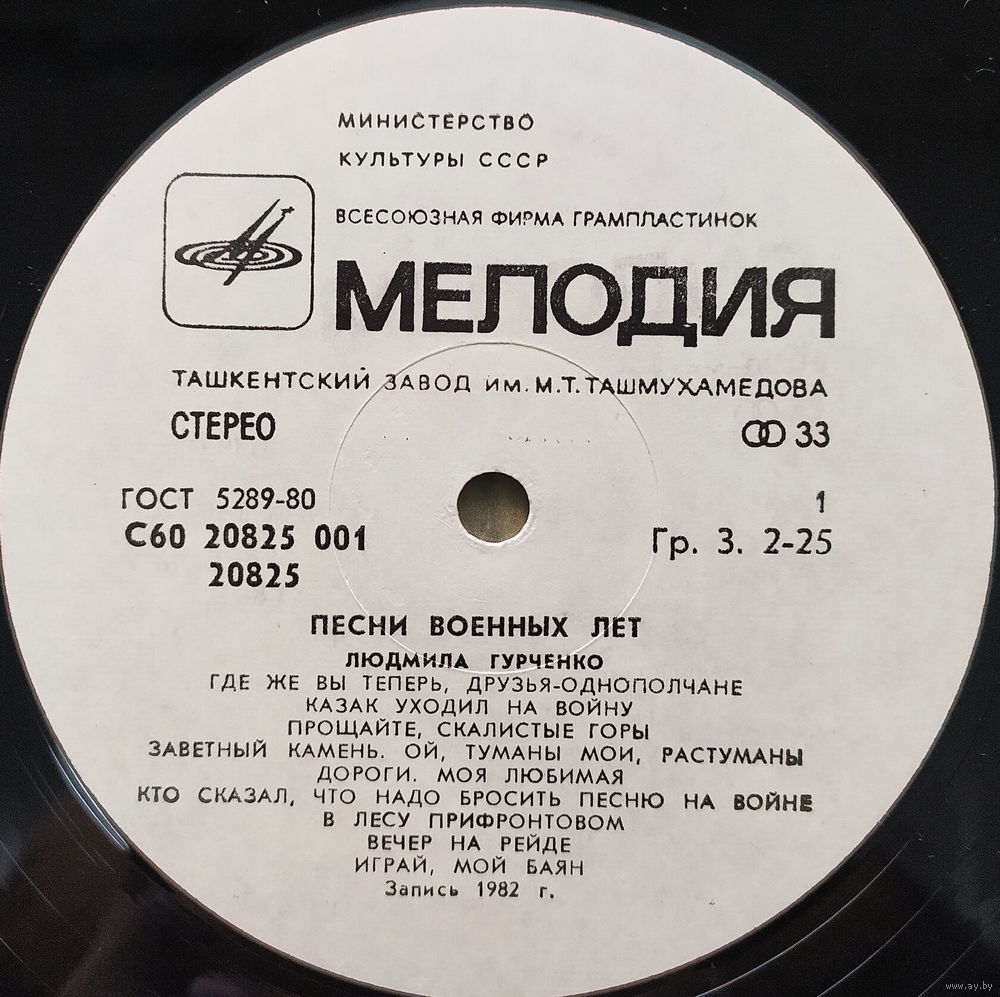 МИНИСТЕРСТВО
КУЛЬТУРЫ СССР
ВСЕСОЮЗНАЯ ФИРМА ГРАМПЛАСТИНОК
МЕЛОДИЯ
ТАШКЕНТСКИЙ ЗАВОД ИМ. М.Т. ТАШМУХАМЕДОВА
СТЕРЕО
33
ГОСТ 5289-80
1
С60 20825 001
Гр. 3. 2-25
20825
ПЕСНИ ВОЕННЫХ ЛЕТ
ЛЮДМИЛА ГУРЧЕНКО
ГДЕ ЖЕ ВЫ ТЕПЕРЬ, ДРУЗЬЯ-ОДНОПОЛЧАНЕ
КАЗАК УХОДИЛ НА ВОЙНУ
ПРОЩАЙТЕ, СКАЛИСТЫЕ ГОРЫ
ЗАВЕТНЫЙ КАМЕНЬ. ОЙ, ТУМАНЫ МОИ, РАСТУМАНЫ
ДОРОГИ. МОЯ ЛЮБИМАЯ
КТО СКАЗАЛ, ЧТО НАДО БРОСИТЬ ПЕСНЮ НА ВОЙНЕ
В ЛЕСУ ПРИФРОНТОВОМ
ВЕЧЕР НА РЕЙДЕ
ИГРАЙ, МОЙ БАЯН
Запись 1982 г.
www.ay.by